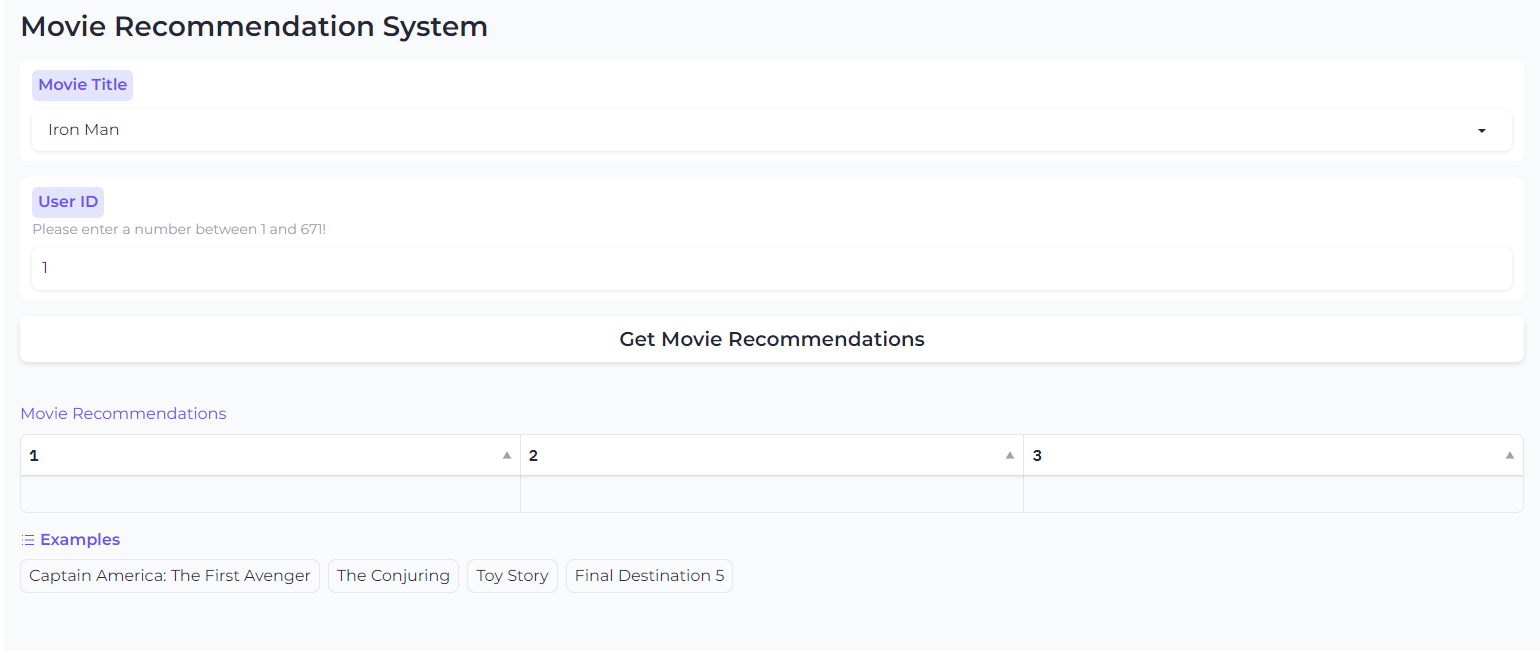 Movie Recommendation System
Movie Title
Iron Man
User ID
Please enter a number between 1 and 671!
1
Get Movie Recommendations
Movie Recommendations
1 2 3
Examples
Captain America: The First Avenger The Conjuring Toy Story Final Destination 5